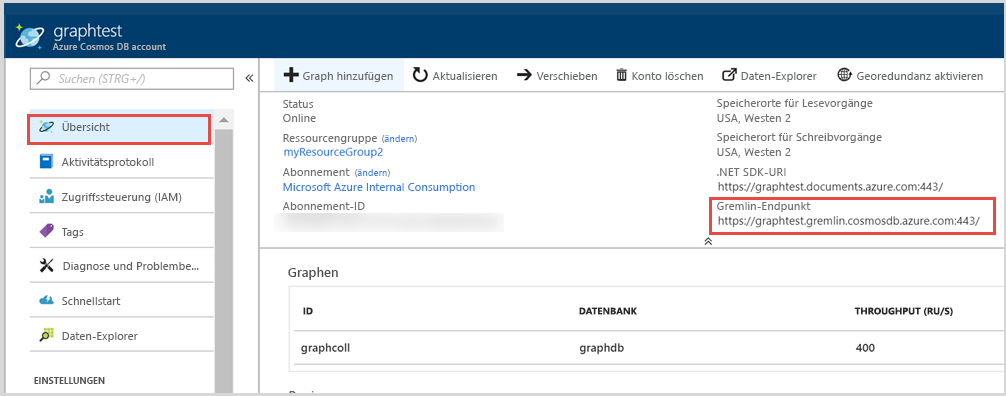 graphtest
Azure Cosmos DB account
Suchen (STRG+/)
Übersicht
Aktivitätsprotokoll
Zugriffssteuerung (IAM)
Tags
Diagnose und Problembe...
Schnellstart
Daten-Explorer
EINSTELLUNGEN
Graph hinzufügen Aktualisieren Verschieben Konto löschen Daten-Explorer Georedundanz aktivieren
Status
Online
Ressourcengruppe (ändern)
myResourceGroup2
Abonnement (ändern)
Microsoft Azure Internal Consumption
Abonnement-ID
Speicherorte für Lesevorgänge
USA, Westen 2
Speicherort für Schreibvorgänge
USA, Westen 2
.NET SDK-URI
https://graphtest.documents.azure.com:443/
Gremlin-Endpunkt
https://graphtest.gremlin.cosmosdb.azure.com:443/
Graphen
ID DATENBANK THROUGHPUT (RU/S)
graphcoll graphdb 400